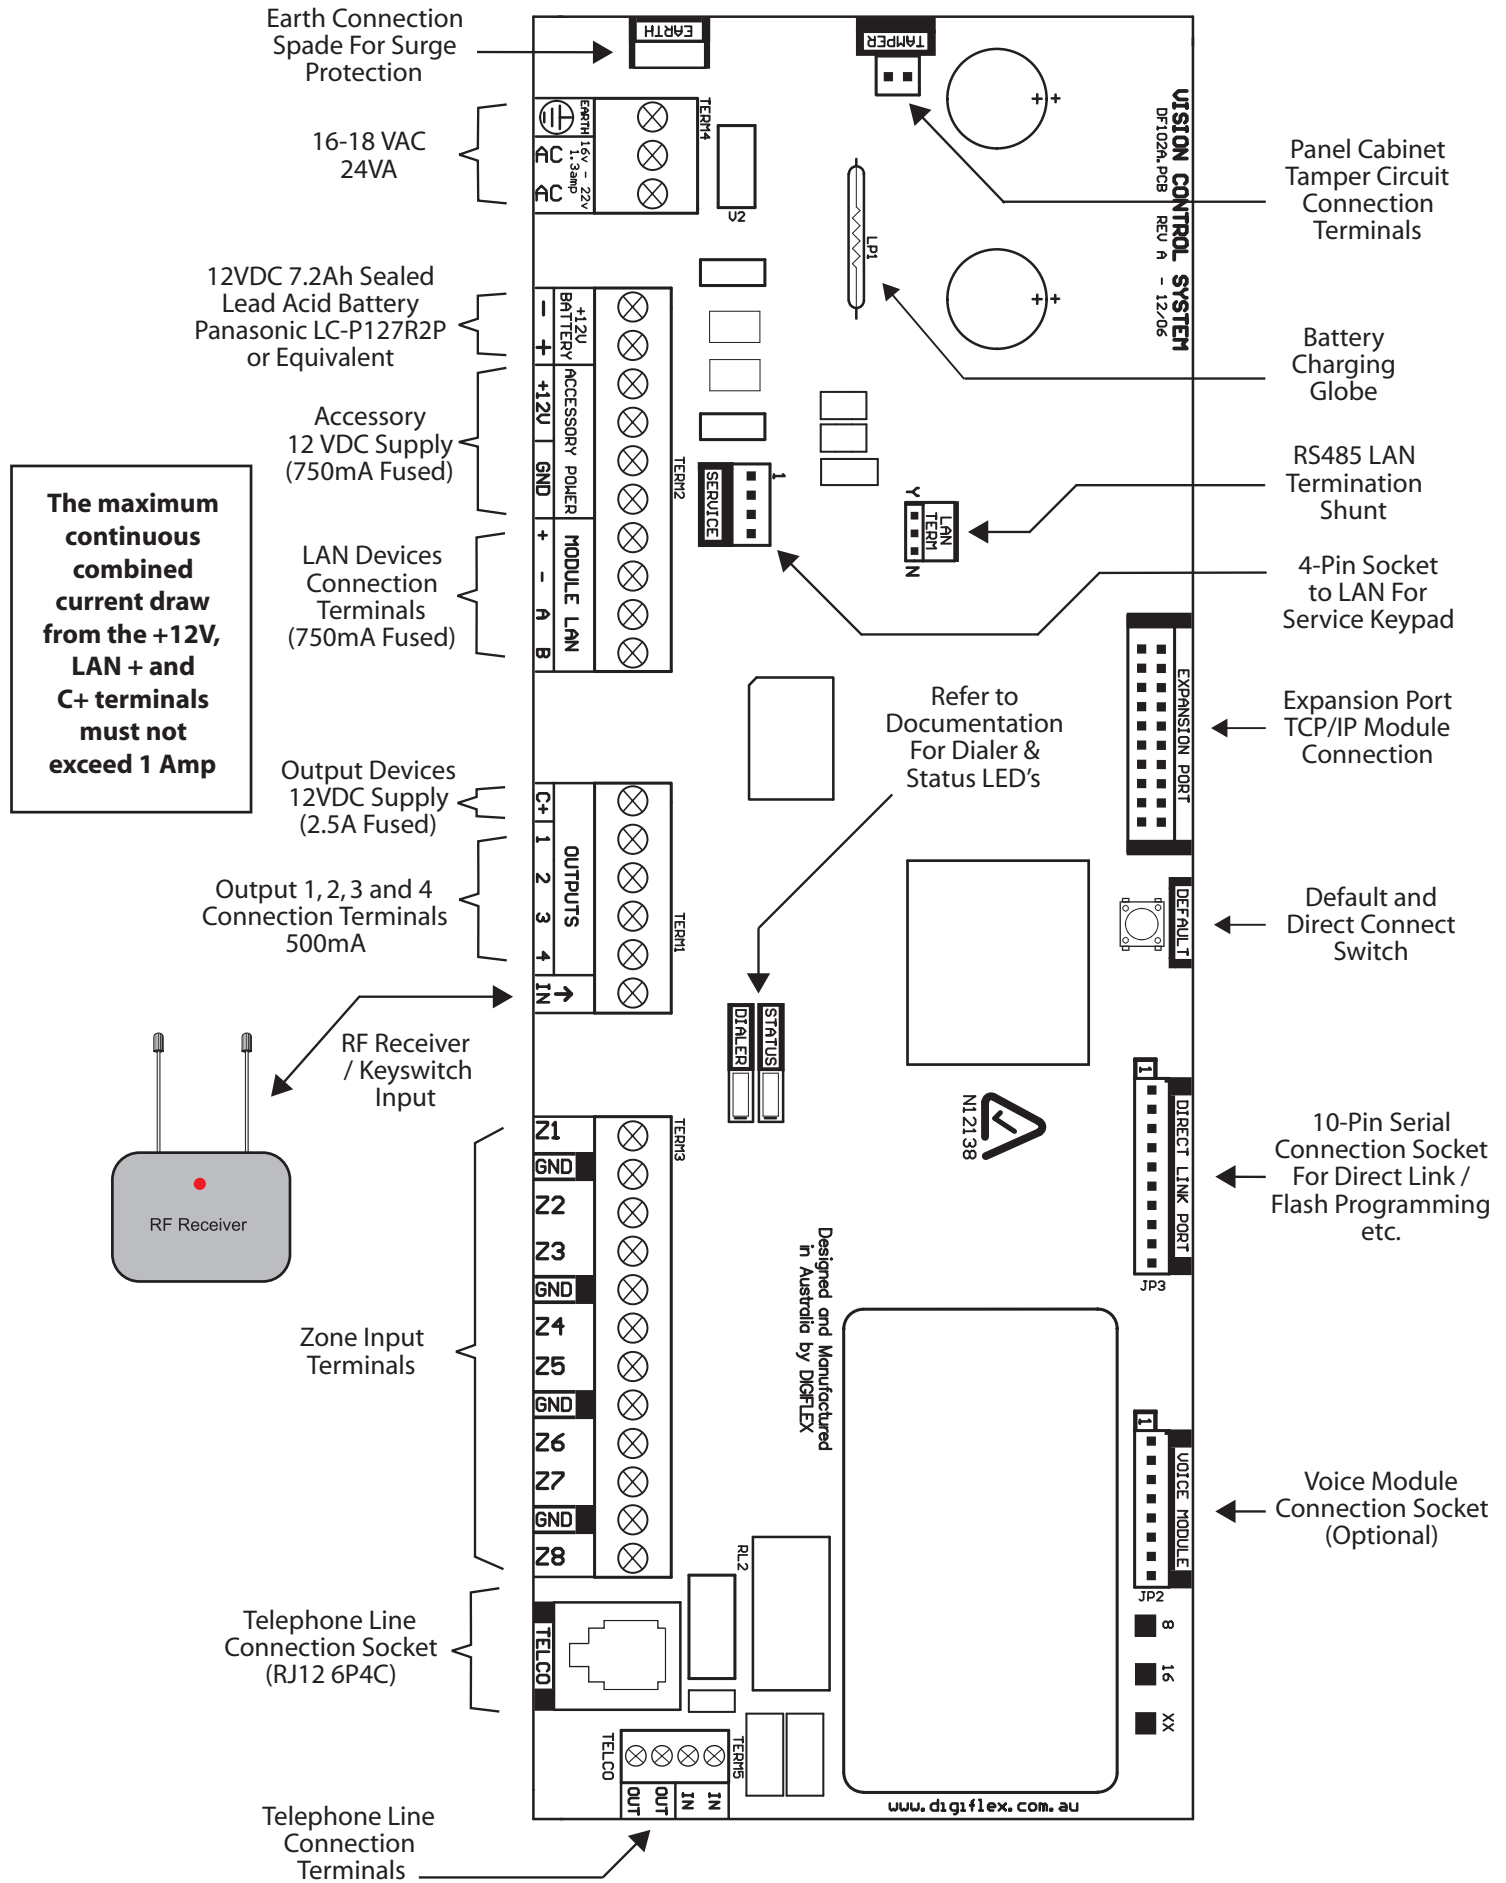 Earth Connection
Spade For Surge
Protection
16-18 VAC
24VA
12VDC 7.2Ah Sealed
Lead Acid Battery
Panasonic LC-P127R2P
or Equivalent
Accessory
12 VDC Supply
(750mA Fused)
The maximum
continuous
combined
current draw
from the +12V,
LAN + and
C+ terminals
must not
exceed 1 Amp
LAN Devices
Connection
Terminals
(750mA Fused)
Output Devices
12VDC Supply
(2.5A Fused)
Output 1, 2, 3 and 4
Connection Terminals
500mA
RF Receiver
/ Keyswitch
Input
RF Receiver
Zone Input
Terminals
Telephone Line
Connection Socket
(RJ12 6P4C)
Telephone Line
Connection
Terminals
EARTH
TAMPER
EARTH
AC
AC
16v - 22v
1.3amp
TERM4
V2
LP1
+
+
+
+
VISION CONTROL SYSTEM
DF102A.PCB REV A - 12/06
-
+
+12V
BATTERY
+12V
GND
ACCESSORY POWER
+
-
A
B
MODULE LAN
TERM2
SERVICE
1
Y
LAN
TERM
N
EXPANSION PORT
C+
1
2
3
4
OUTPUTS
IN
TERM1
DIALER
STATUS
DEFAULT
N12138
1
DIRECT LINK PORT
JP3
Z1
GND
Z2
Z3
GND
Z4
Z5
GND
Z6
Z7
GND
Z8
TERM3
Designed and Manufactured
in Australia by DIGIFLEX
1
VOICE MODULE
JP2
8
16
XX
RL2
TELCO
TELCO
TERM5
OUT
OUT
IN
IN
www.digiflex.com.au
Refer to
Documentation
For Dialer &
Status LED's
Panel Cabinet
Tamper Circuit
Connection
Terminals
Battery
Charging
Globe
RS485 LAN
Termination
Shunt
4-Pin Socket
to LAN For
Service Keypad
Expansion Port
TCP/IP Module
Connection
Default and
Direct Connect
Switch
10-Pin Serial
Connection Socket
For Direct Link /
Flash Programming
etc.
Voice Module
Connection Socket
(Optional)